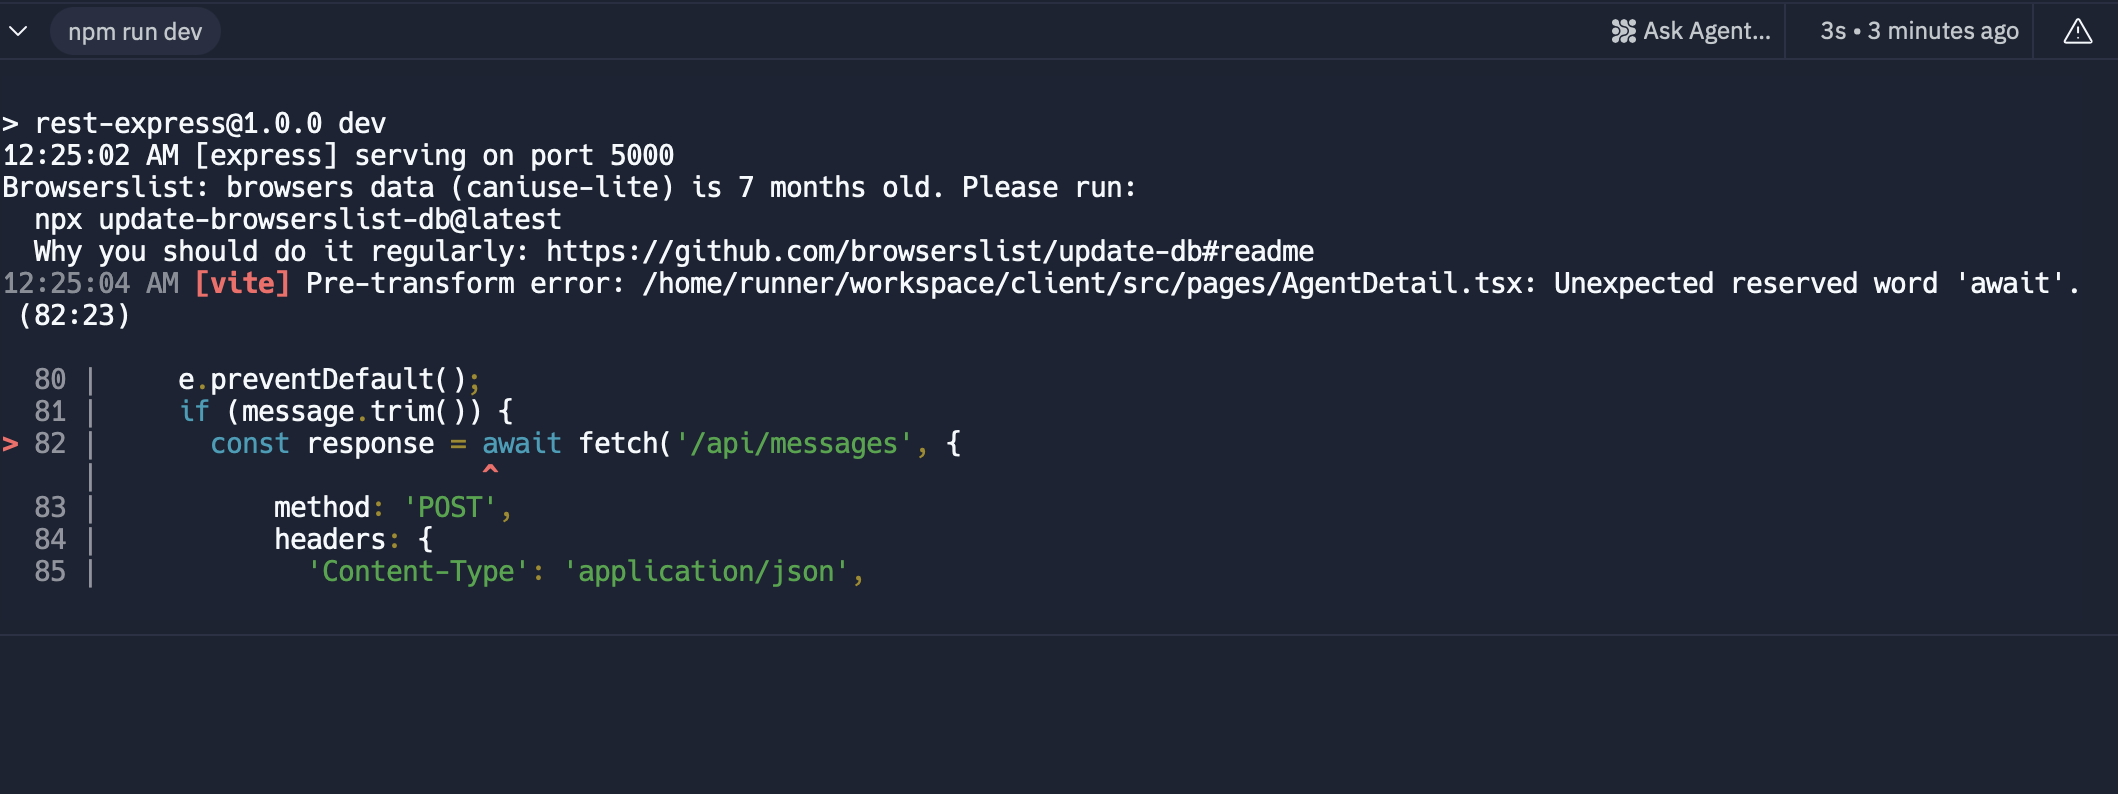 npm run dev
Ask Agent...
3s • 3 minutes ago
> rest-express@1.0.0 dev
12:25:02 AM [express] serving on port 5000
Browserslist: browsers data (caniuse-lite) is 7 months old. Please run:
  npx update-browserslist-db@latest
  Why you should do it regularly: https://github.com/browserslist/update-db#readme
12:25:04 AM [vite] Pre-transform error: /home/runner/workspace/client/src/pages/AgentDetail.tsx: Unexpected reserved word 'await'.
 (82:23)
  80 |     e.preventDefault();
  81 |     if (message.trim()) {
> 82 |       const response = await fetch('/api/messages', {
     |                        ^
  83 |           method: 'POST',
  84 |           headers: {
  85 |             'Content-Type': 'application/json',